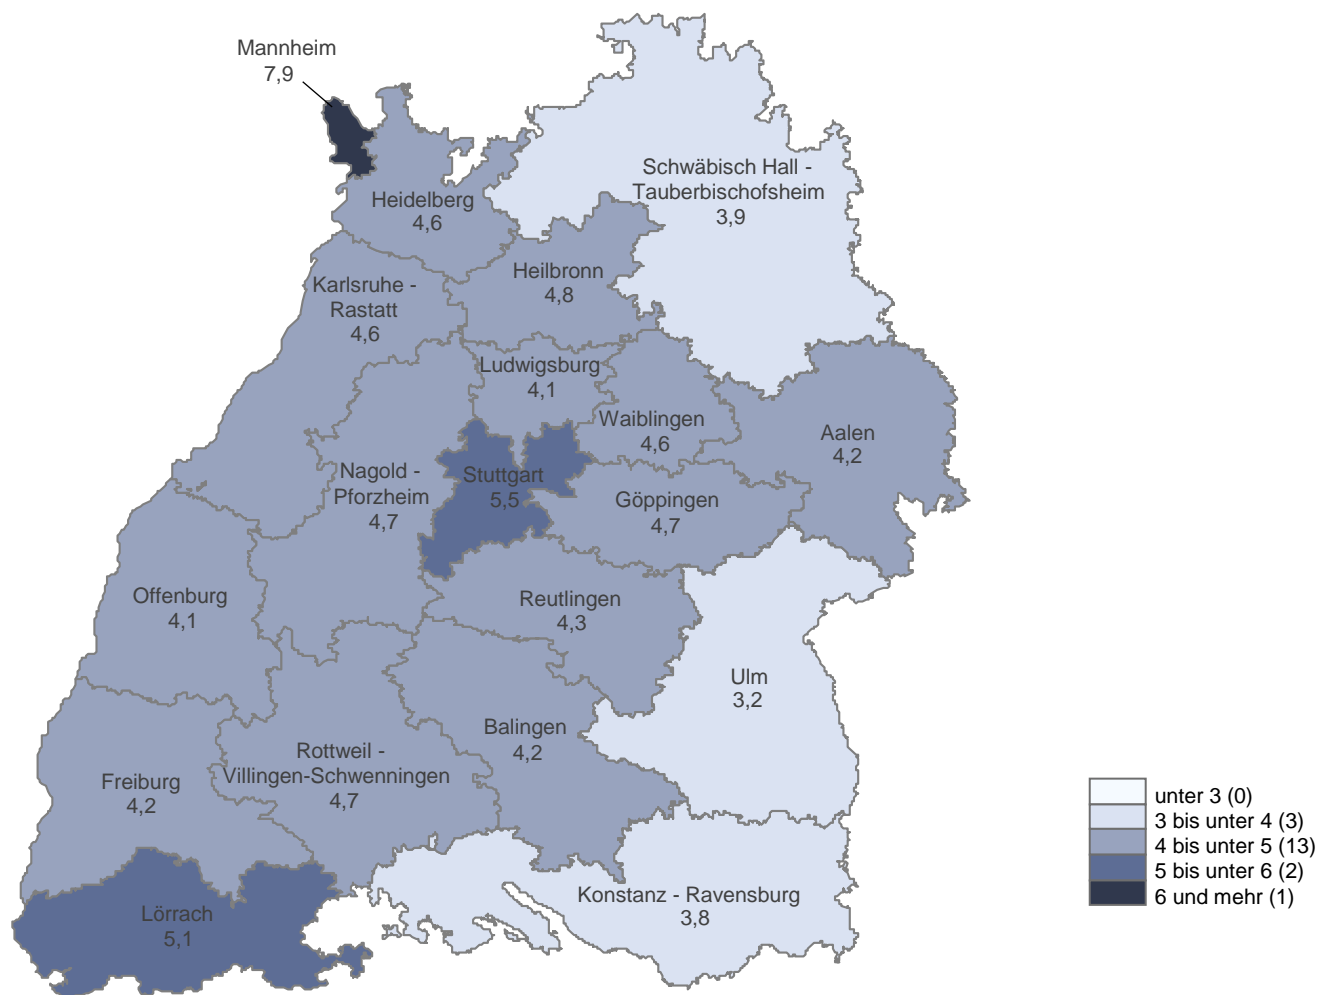 Mannheim
7,9
Schwäbisch Hall -
Tauberbischofsheim
3,9
Heidelberg
4,6
Heilbronn
4,8
Karlsruhe -
Rastatt
4,6
Ludwigsburg
4,1
Waiblingen
4,6
Aalen
4,2
Nagold -
Pforzheim
4,7
Stuttgart
5,5
Göppingen
4,7
Offenburg
4,1
Reutlingen
4,3
Ulm
3,2
Balingen
4,2
Rottweil -
Villingen-Schwenningen
4,7
Freiburg
4,2
Konstanz - Ravensburg
3,8
Lörrach
5,1
unter 3 (0)
3 bis unter 4 (3)
4 bis unter 5 (13)
5 bis unter 6 (2)
6 und mehr (1)